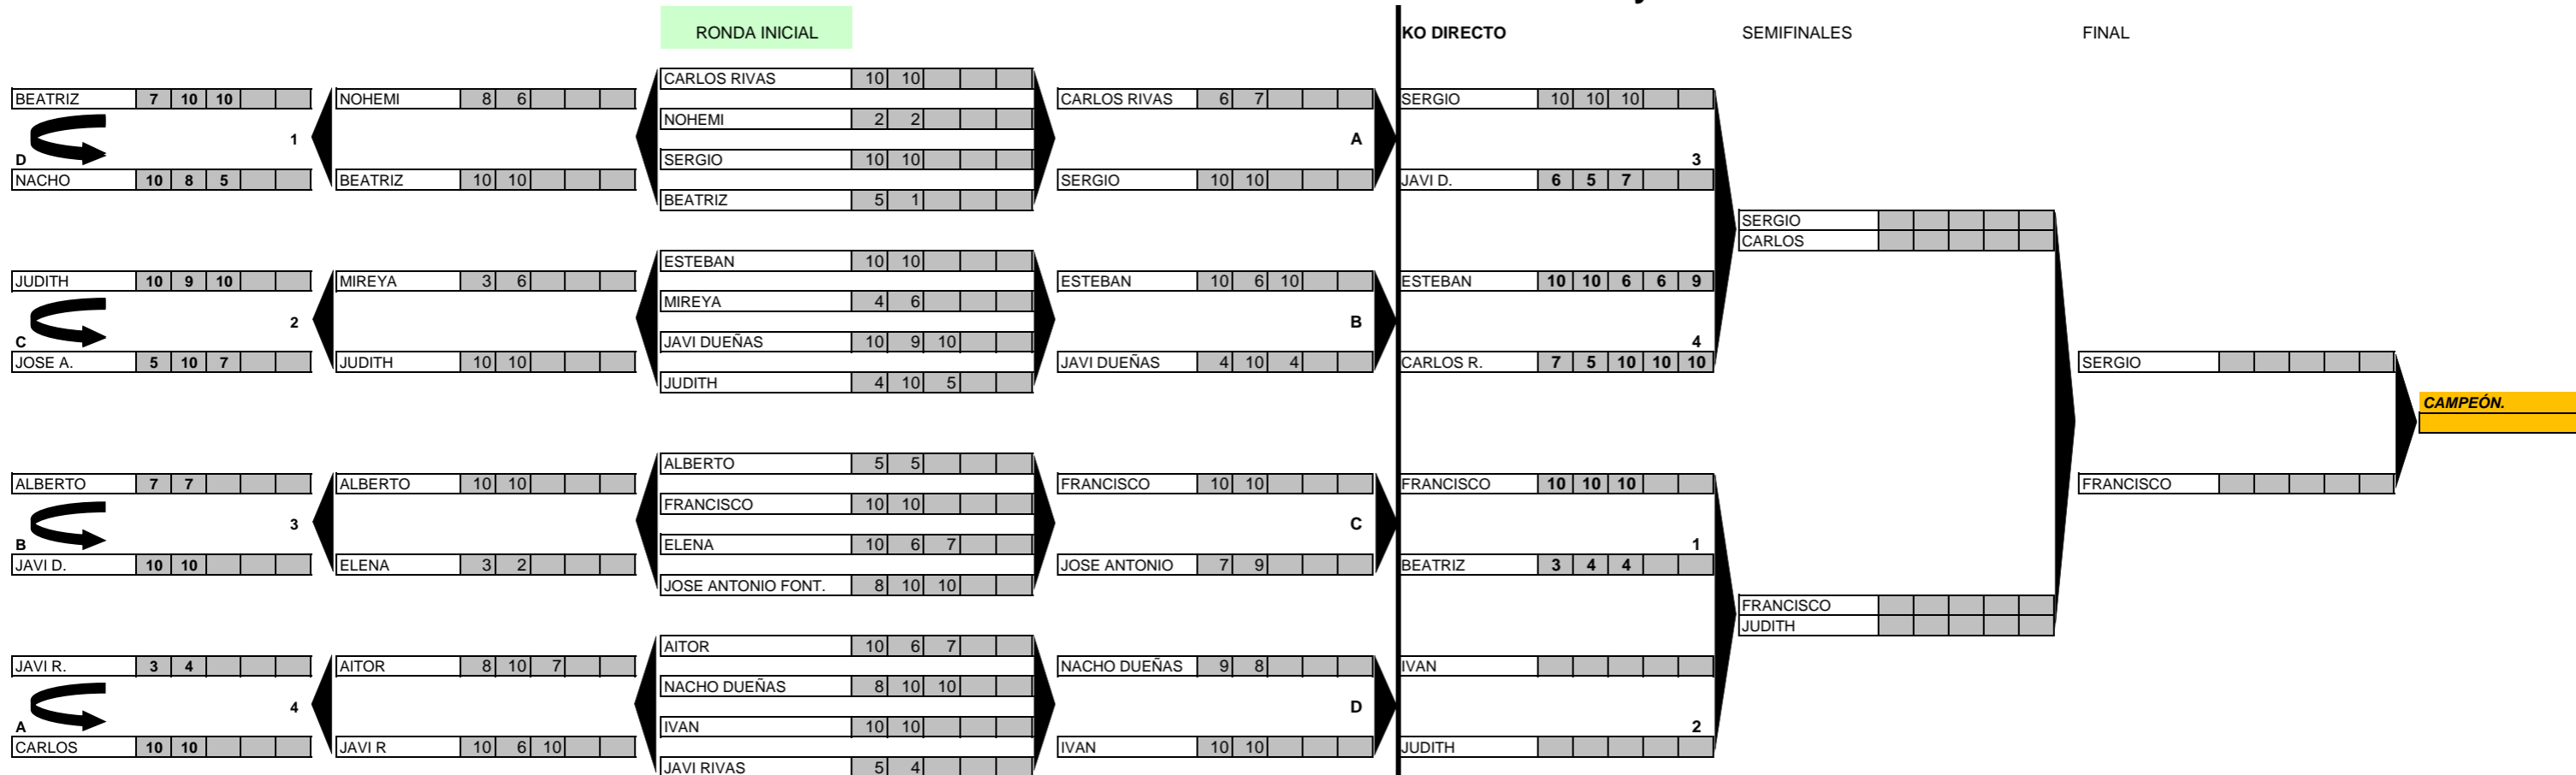 RONDA INICIAL KO DIRECTO SEMIFINALES FINAL
CARLOS RIVAS 10 10
BEATRIZ 7 10 10 NOHEMI 8 6 CARLOS RIVAS 6 7 SERGIO 10 10 10
NOHEMI 2 2
1 A
D SERGIO 10 10 3
NACHO 10 8 5 BEATRIZ 10 10 SERGIO 10 10 JAVI D. 6 5 7
BEATRIZ 5 1
SERGIO
CARLOS
ESTEBAN 10 10
JUDITH 10 9 10 MIREYA 3 6 ESTEBAN 10 6 10 ESTEBAN 10 10 6 6 9
MIREYA 4 6
2 B
C JAVI DUEÑAS 10 9 10 4
JOSE A. 5 10 7 JUDITH 10 10 JAVI DUEÑAS 4 10 4 CARLOS R. 7 5 10 10 10 SERGIO
JUDITH 4 10 5
CAMPEÓN.
ALBERTO 5 5
ALBERTO 7 7 ALBERTO 10 10 FRANCISCO 10 10 FRANCISCO 10 10 10 FRANCISCO
FRANCISCO 10 10
3 C
B ELENA 10 6 7 1
JAVI D. 10 10 ELENA 3 2 JOSE ANTONIO 7 9 BEATRIZ 3 4 4
JOSE ANTONIO FONT. 8 10 10
FRANCISCO
JUDITH
AITOR 10 6 7
JAVI R. 3 4 AITOR 8 10 7 NACHO DUEÑAS 9 8 IVAN
NACHO DUEÑAS 8 10 10
4 D
A IVAN 10 10 2
CARLOS 10 10 JAVI R 10 6 10 IVAN 10 10 JUDITH
JAVI RIVAS 5 4